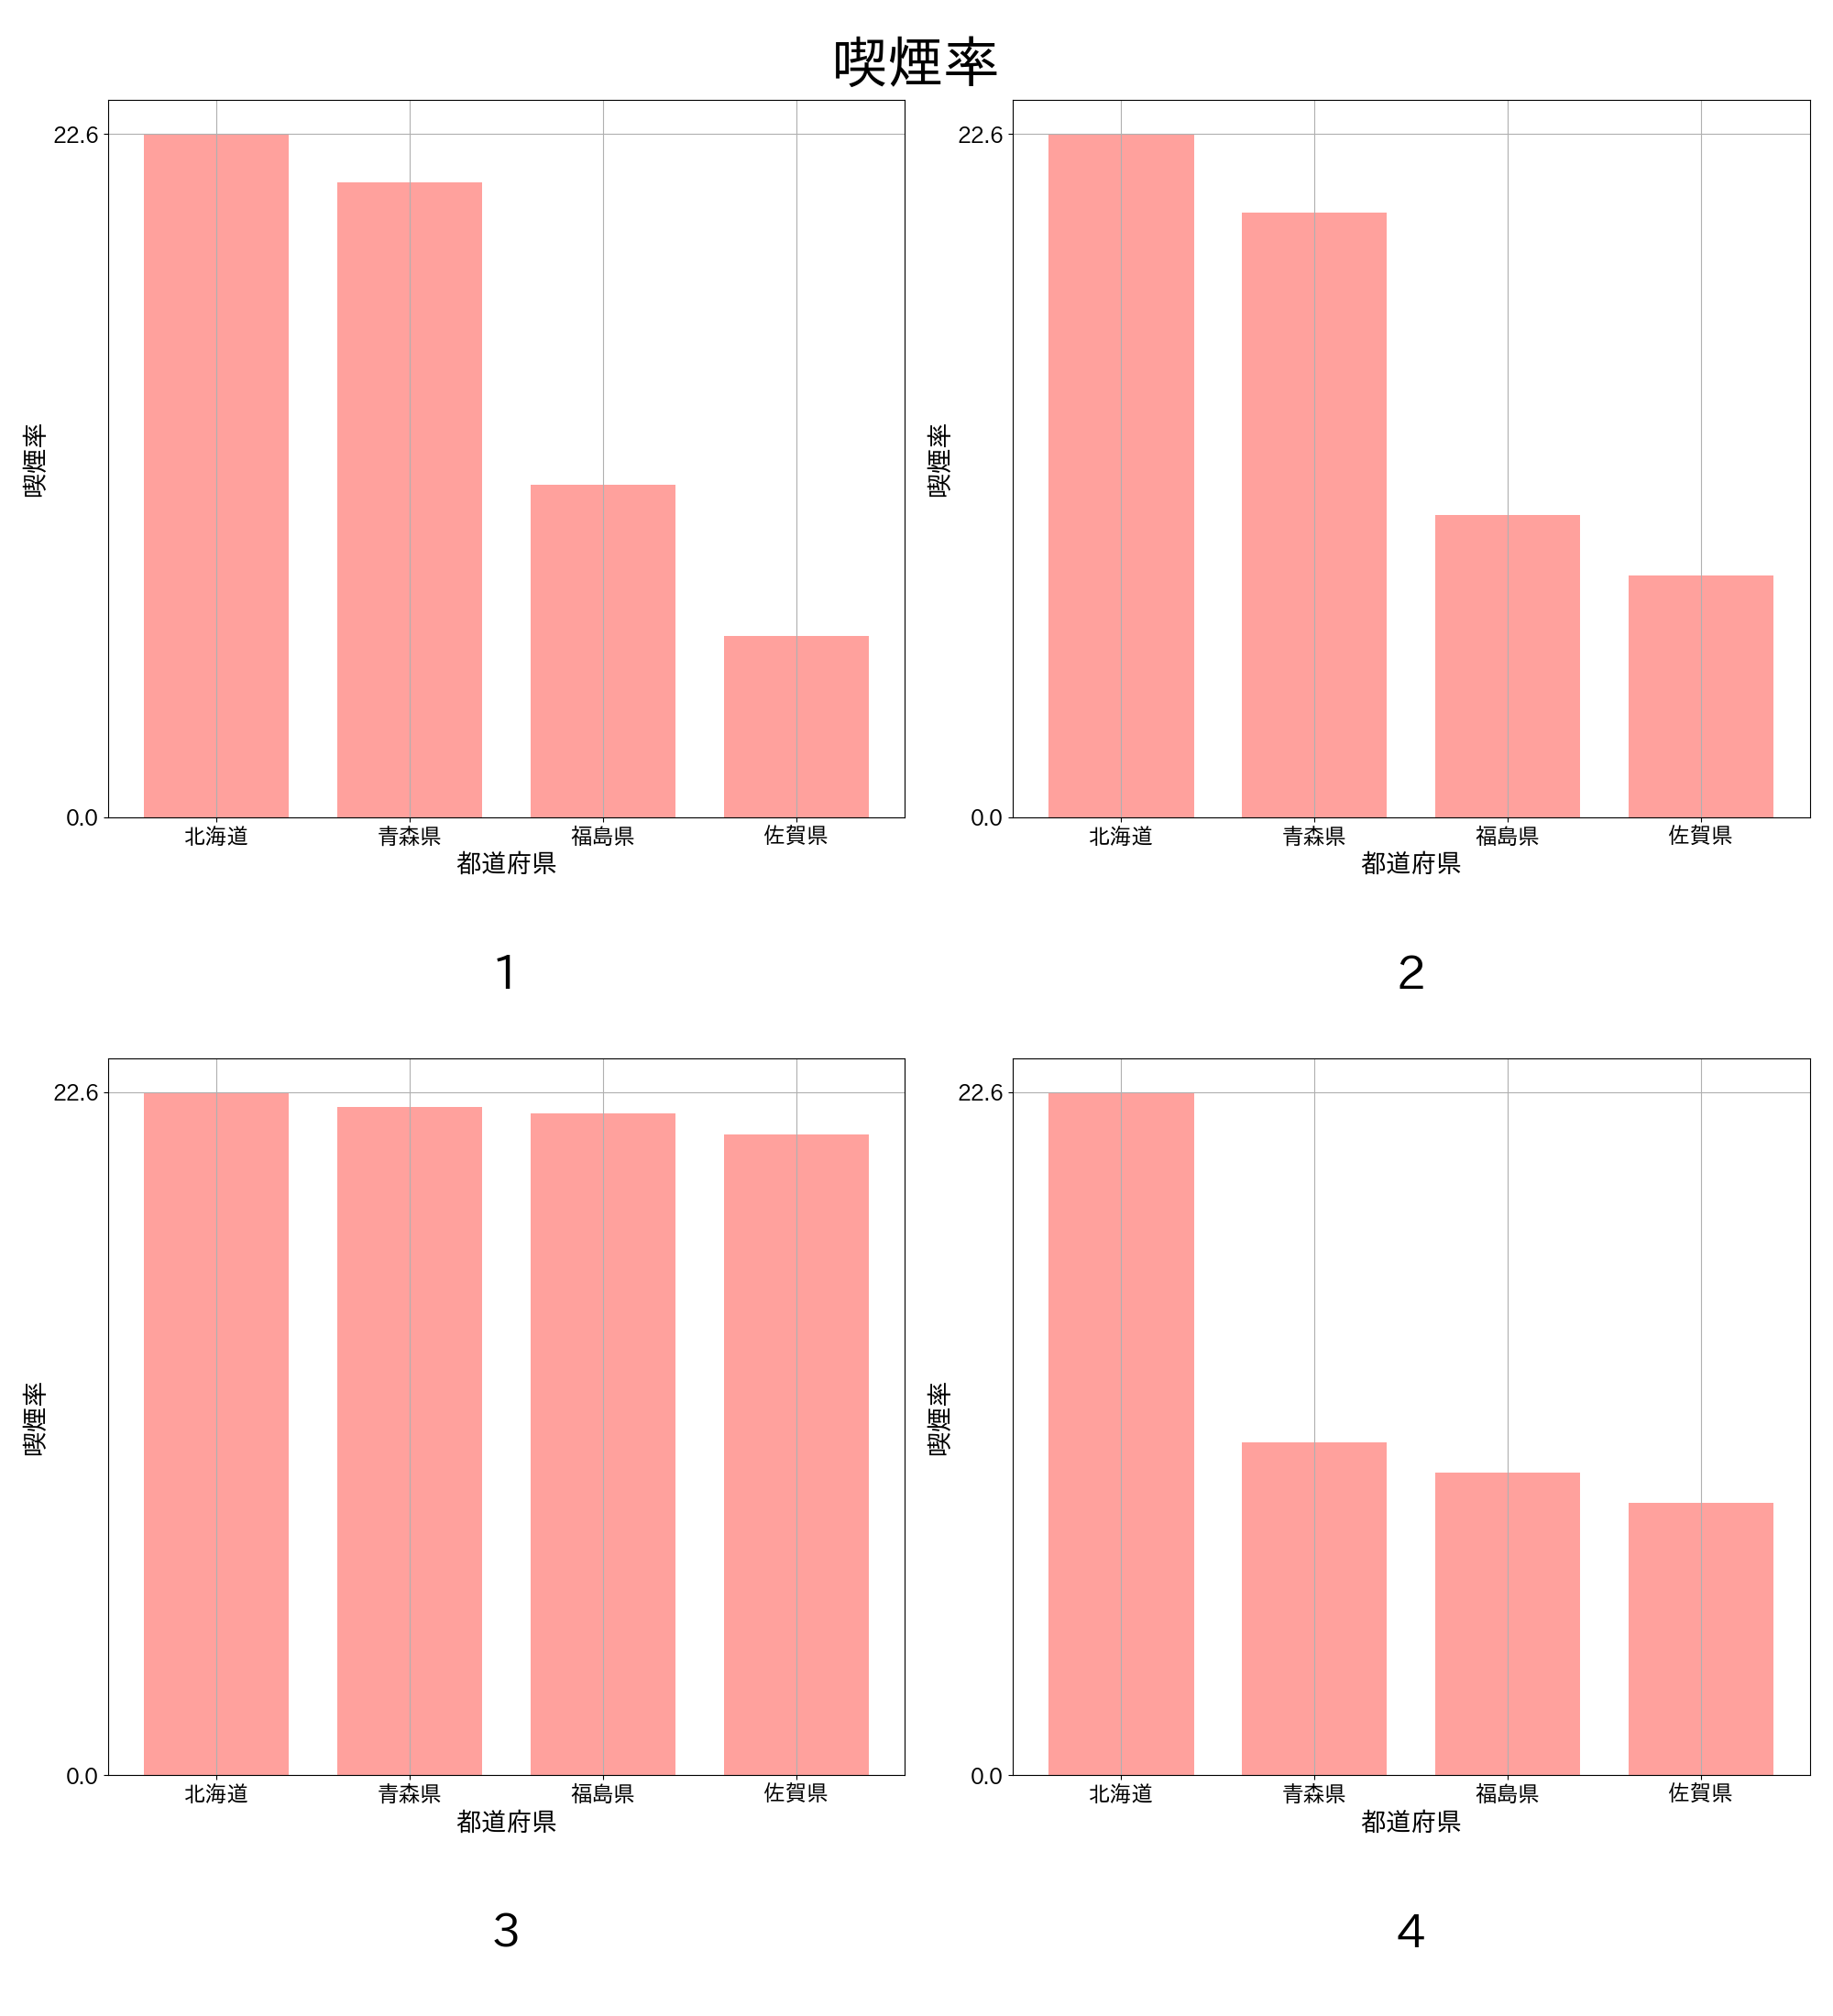 喫煙率
22.6
0.0
喫煙率
北海道 青森県 福島県 佐賀県
都道府県
1
22.6
0.0
喫煙率
北海道 青森県 福島県 佐賀県
都道府県
2
22.6
0.0
喫煙率
北海道 青森県 福島県 佐賀県
都道府県
3
22.6
0.0
喫煙率
北海道 青森県 福島県 佐賀県
都道府県
4